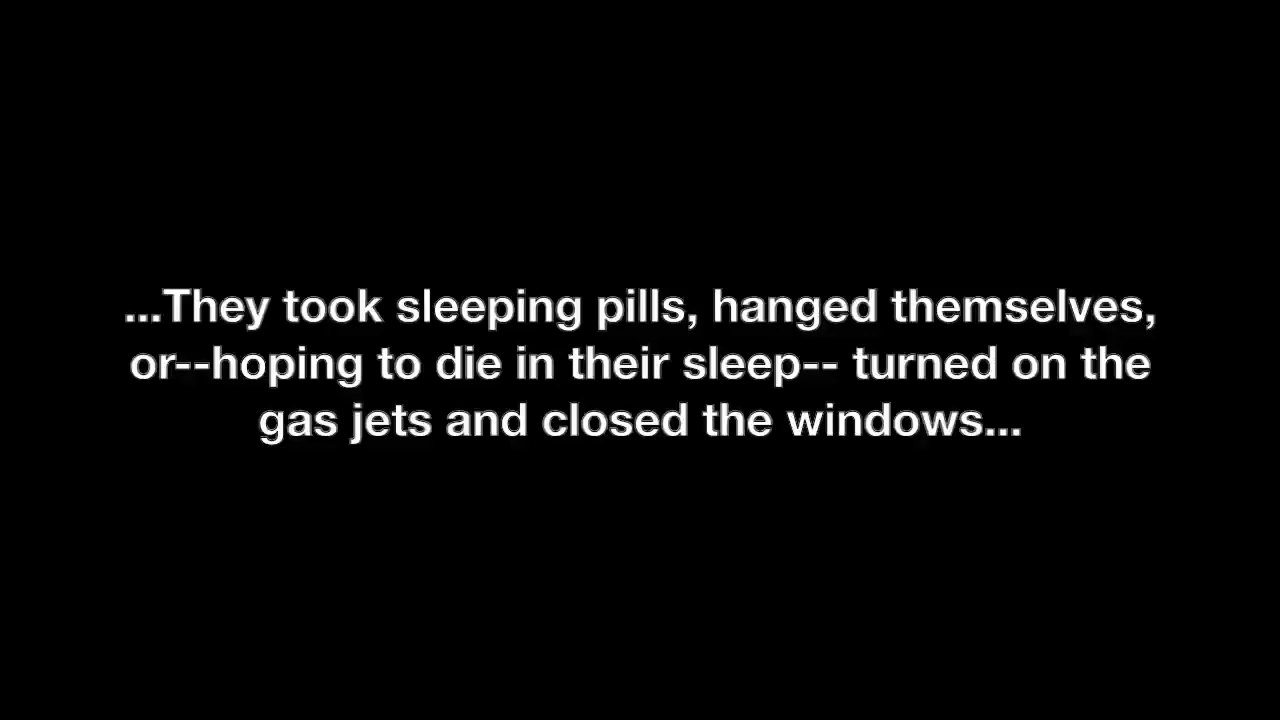 ...They took sleeping pills, hanged themselves,
or--hoping to die in their sleep-- turned on the
gas jets and closed the windows...